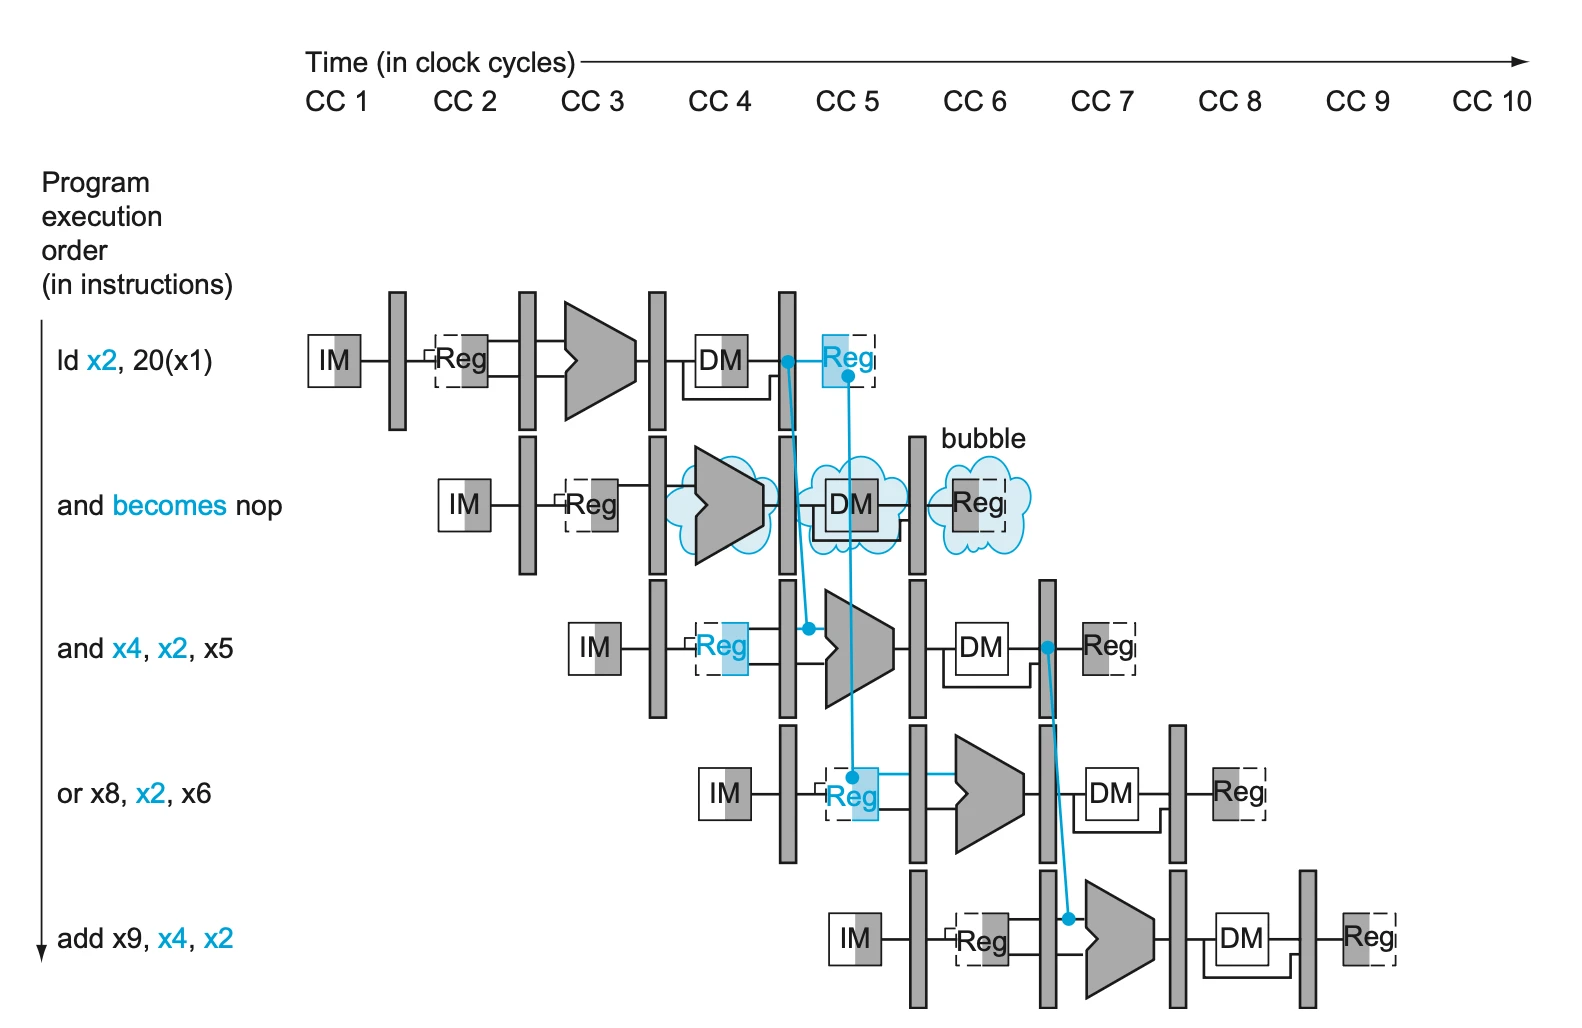 Time (in clock cycles)
CC 1 CC 2 CC 3 CC 4 CC 5 CC 6 CC 7 CC 8 CC 9 CC 10
Program
execution
order
(in instructions)
ld x2, 20(x1)
IM Reg DM Reg
bubble
and becomes nop
IM Reg DM Reg
and x4, x2, x5
IM Reg DM Reg
or x8, x2, x6
IM Reg DM Reg
add x9, x4, x2
IM Reg DM Reg